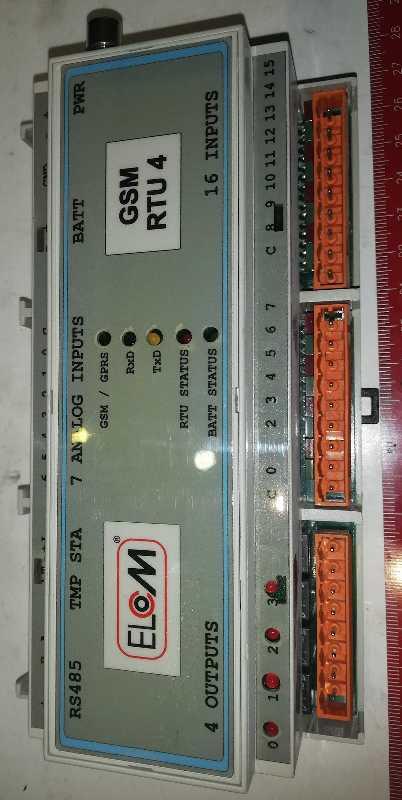 RS485 TMP STA 7 ANALOG INPUTS BATT PWR
ELCOM®
GSM
RTU 4
GSM / GPRS
RxD
TxD
RTU STATUS
BATT STATUS
4 OUTPUTS
16 INPUTS
0 1 2 3
C 0 2 3 4 5 6 7
C 8 9 10 11 12 13 14 15